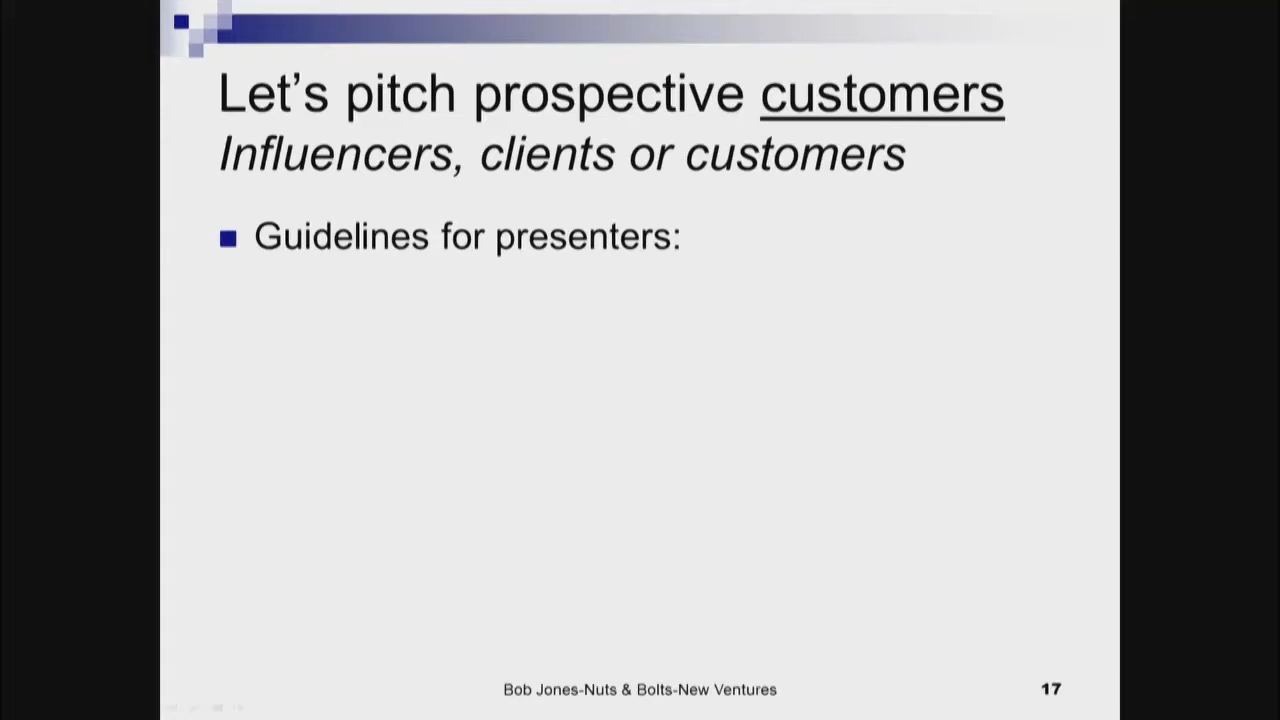 Let's pitch prospective customers
Influencers, clients or customers
Guidelines for presenters:
Bob Jones-Nuts & Bolts-New Ventures
17